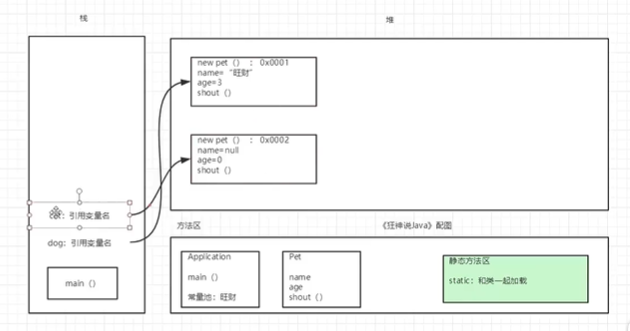 栈
堆
new pet（）：0x0001
name=“旺财”
age=3
shout（）
new pet（）：0x0002
name=null
age=0
shout（）
：引用变量名
dog：引用变量名
main（）
方法区
《狂神说Java》配图
Application
main（）
常量池：旺财
Pet
name
age
shout（）
静态方法区
static：和类一起加载